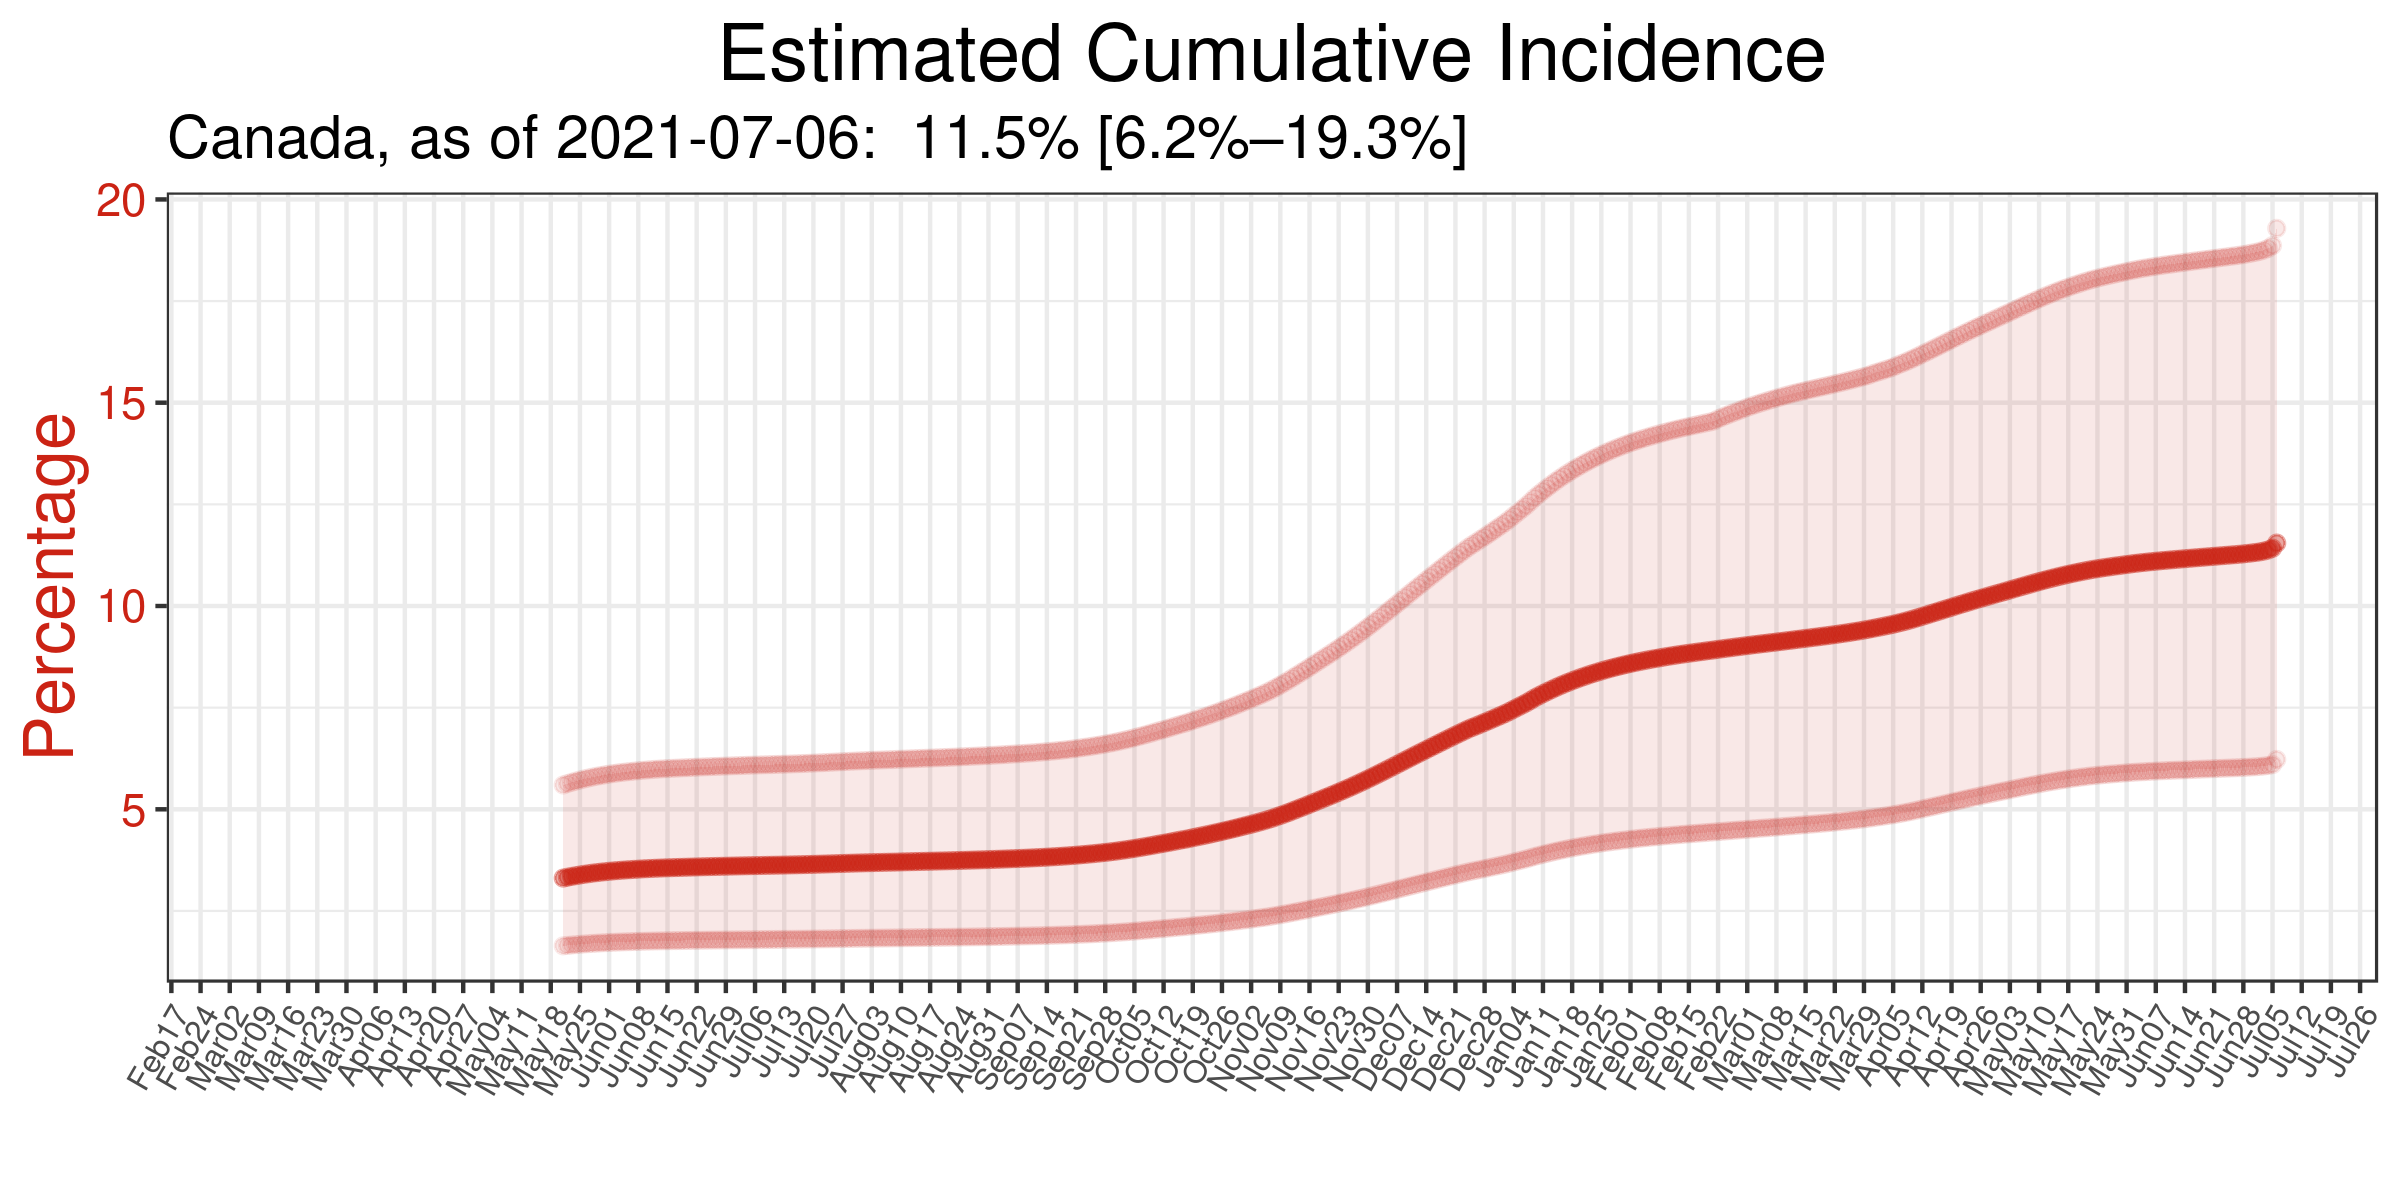 Estimated Cumulative Incidence
Canada, as of 2021-07-06:  11.5% [6.2%–19.3%]
Percentage
20
15
10
5
Feb17
Feb24
Mar02
Mar09
Mar16
Mar23
Mar30
Apr06
Apr13
Apr20
Apr27
May04
May11
May18
May25
Jun01
Jun08
Jun15
Jun22
Jun29
Jul06
Jul13
Jul20
Jul27
Aug03
Aug10
Aug17
Aug24
Aug31
Sep07
Sep14
Sep21
Sep28
Oct05
Oct12
Oct19
Oct26
Nov02
Nov09
Nov16
Nov23
Nov30
Dec07
Dec14
Dec21
Dec28
Jan04
Jan11
Jan18
Jan25
Feb01
Feb08
Feb15
Feb22
Mar01
Mar08
Mar15
Mar22
Mar29
Apr05
Apr12
Apr19
Apr26
May03
May10
May17
May24
May31
Jun07
Jun14
Jun21
Jun28
Jul05
Jul12
Jul19
Jul26